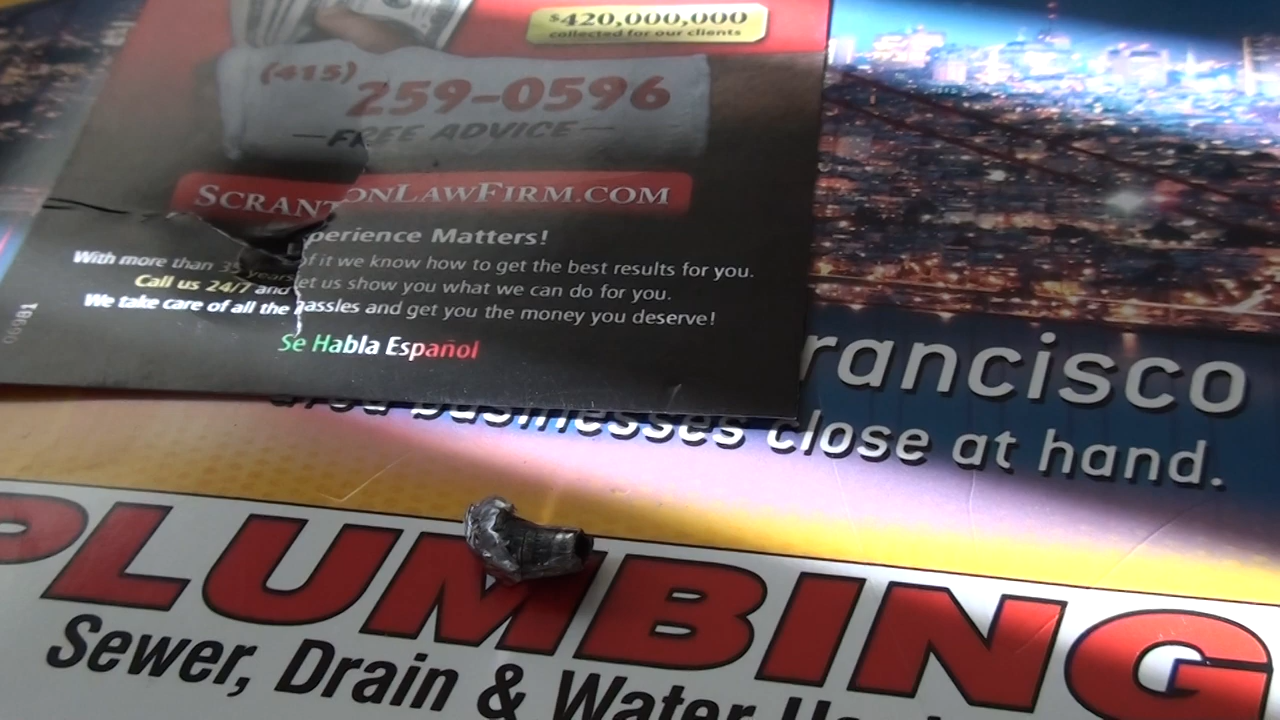 $420,000,000
collected for our clients
(415) 259-0596
—FREE ADVICE—
SCRANTONLAWFIRM.COM
perience Matters!
With more than 35 years of it we know how to get the best results for you.
Call us 24/7 and let us show you what we can do for you.
We take care of all the hassles and get you the money you deserve!
Se Habla Español
08981
rancisco
area businesses close at hand.
PLUMBING
Sewer, Drain & Water